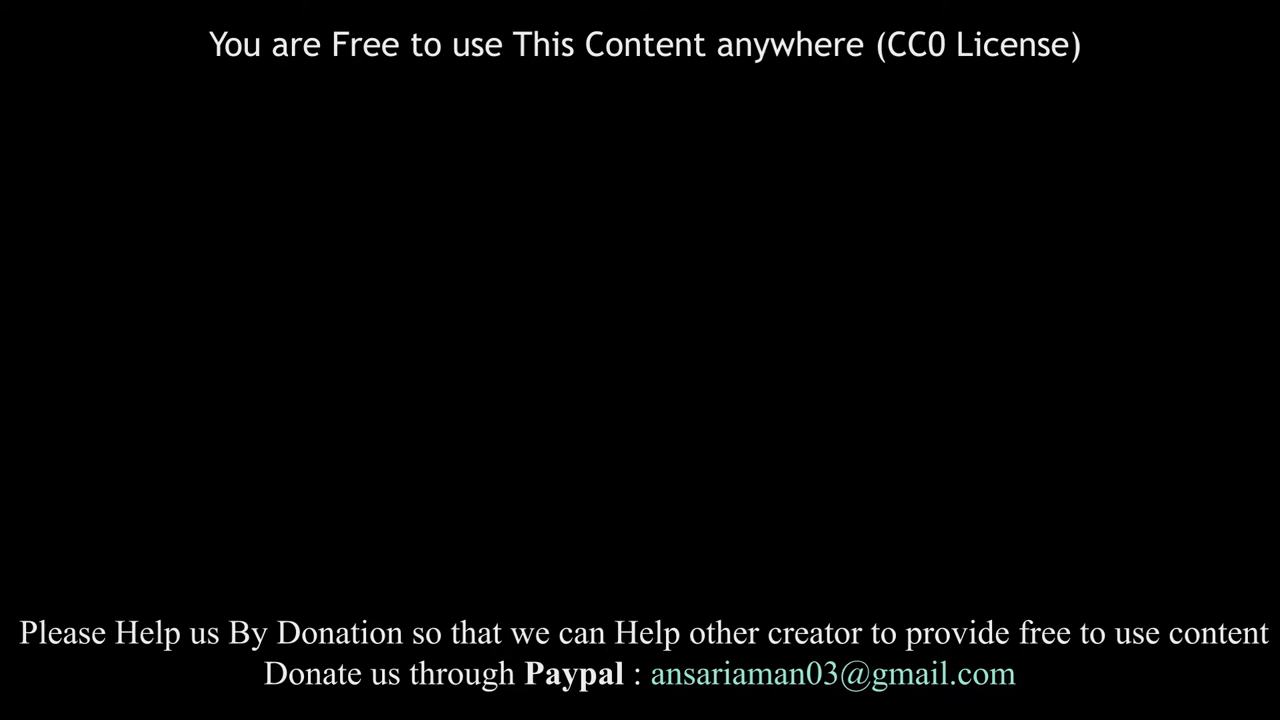 You are Free to use This Content anywhere (CC0 License)
Please Help us By Donation so that we can Help other creator to provide free to use content
Donate us through Paypal : ansariaman03@gmail.com